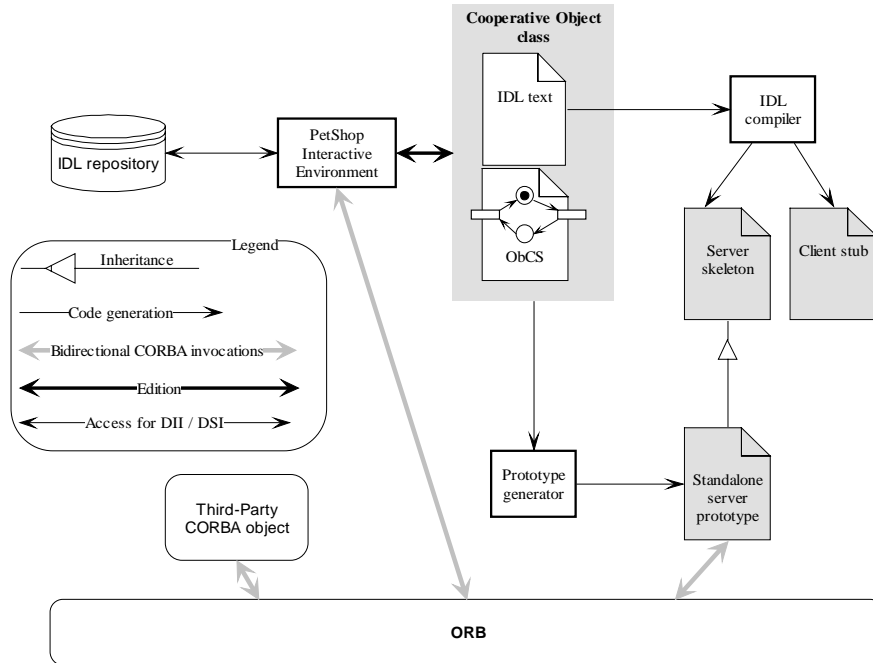 Cooperative Object
class
IDL text
IDL
compiler
IDL repository
PetShop
Interactive
Environment
ObCS
Server
skeleton
Client stub
Legend
Inheritance
Code generation
Bidirectional CORBA invocations
Edition
Access for DII / DSI
Prototype
generator
Standalone
server
prototype
Third-Party
CORBA object
ORB